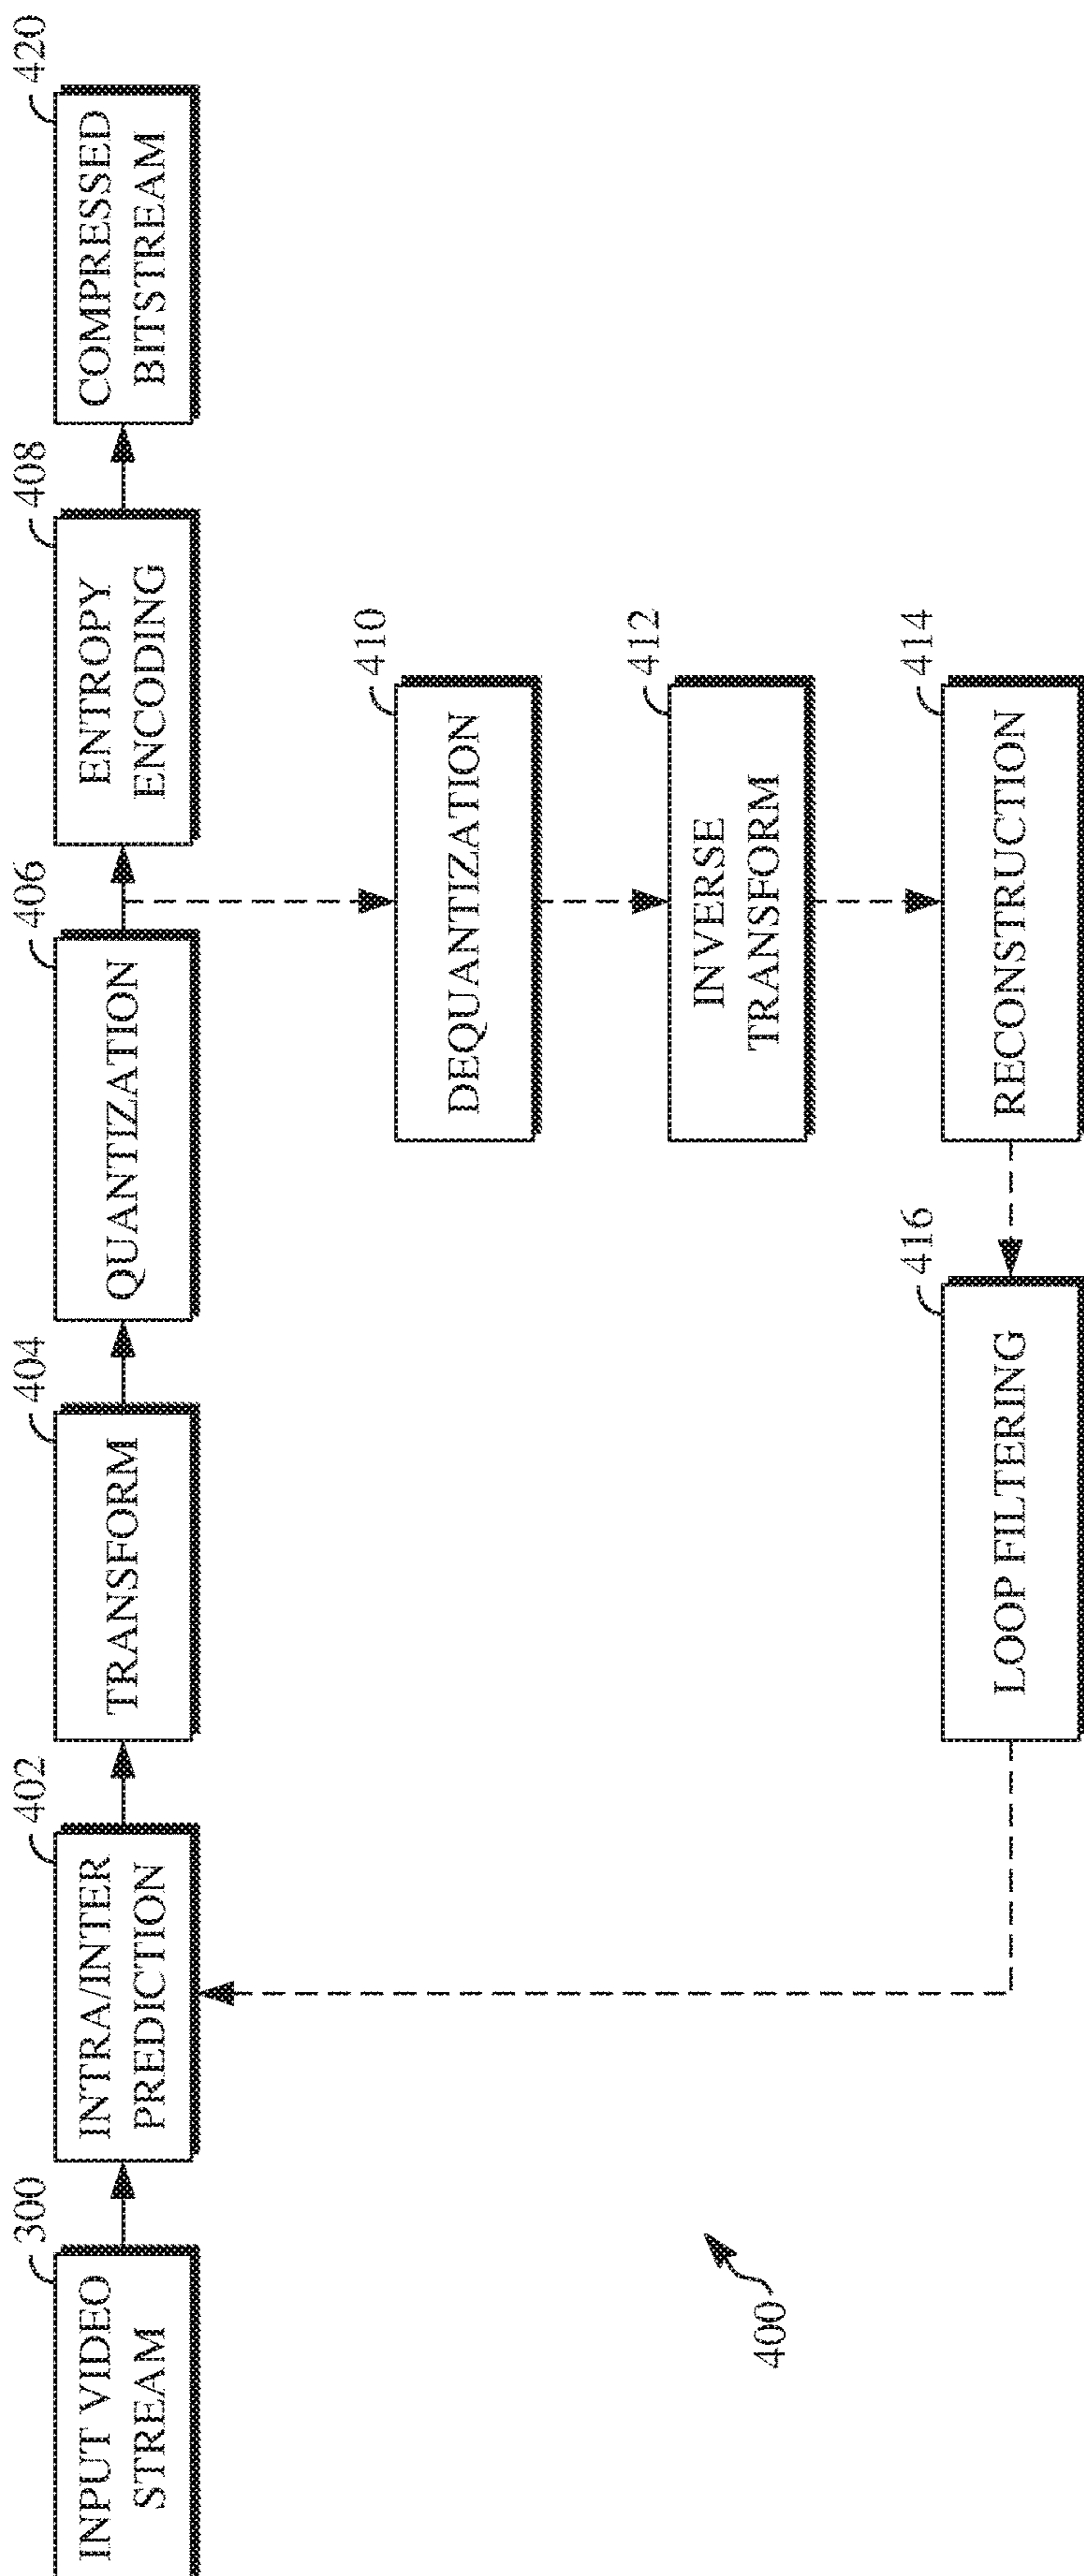 300
INPUT VIDEO
STREAM
402
INTRA/INTER
PREDICTION
404
TRANSFORM
406
QUANTIZATION
408
ENTROPY
ENCODING
420
COMPRESSED
BITSTREAM
410
DEQUANTIZATION
412
INVERSE
TRANSFORM
414
RECONSTRUCTION
416
LOOP FILTERING
400